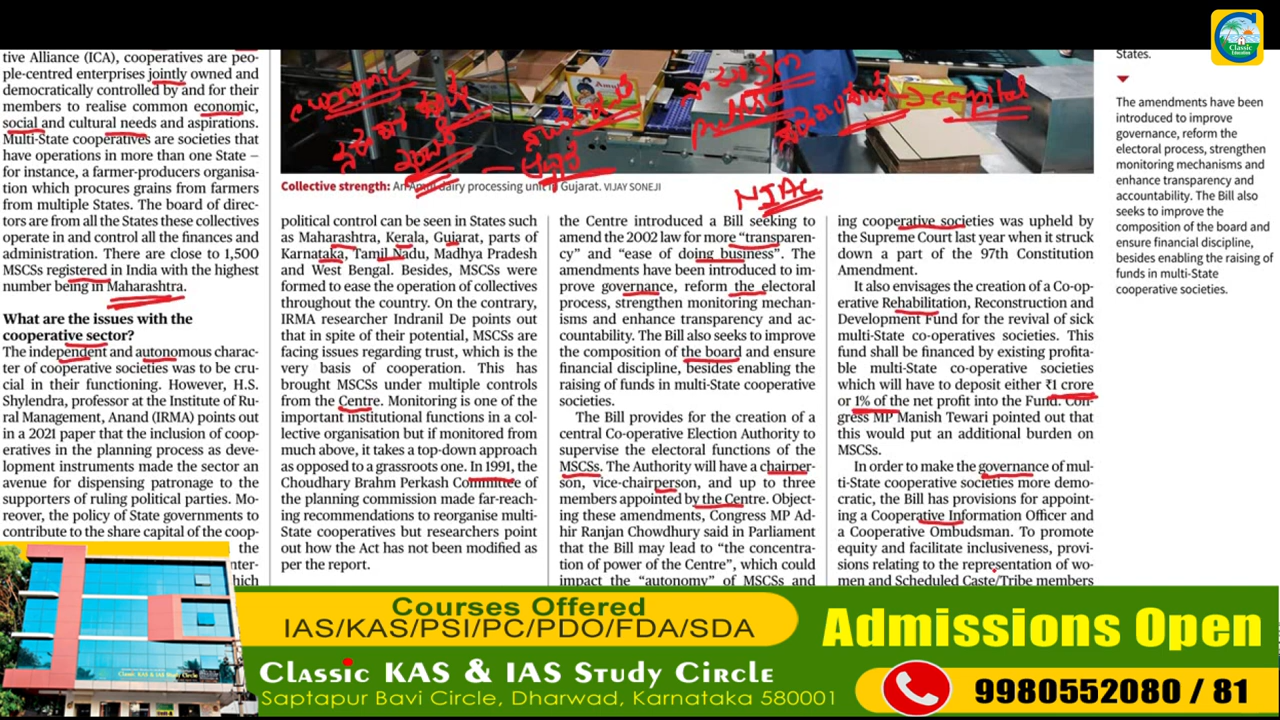 tive Alliance (ICA), cooperatives are peo-
ple-centred enterprises jointly owned and
democratically controlled by and for their
members to realise common economic,
social and cultural needs and aspirations.
Multi-State cooperatives are societies that
have operations in more than one State —
for instance, a farmer-producers organisa-
tion which procures grains from farmers
from multiple States. The board of direc-
tors are from all the States these collectives
operate in and control all the finances and
administration. There are close to 1,500
MSCSs registered in India with the highest
number being in Maharashtra.
What are the issues with the
cooperative sector?
The independent and autonomous charac-
ter of cooperative societies was to be cru-
cial in their functioning. However, H.S.
Shylendra, professor at the Institute of Ru-
ral Management, Anand (IRMA) points out
in a 2021 paper that the inclusion of coop-
eratives in the planning process as deve-
lopment instruments made the sector an
avenue for dispensing patronage to the
supporters of ruling political parties. Mo-
reover, the policy of State governments to
contribute to the share capital of the coop-
the
nter-
hich
economic
capital
Collective strength: An Amul dairy processing unit in Gujarat. VIJAY SONEJI
NJAC
political control can be seen in States such
as Maharashtra, Kerala, Gujarat, parts of
Karnataka, Tamil Nadu, Madhya Pradesh
and West Bengal. Besides, MSCSs were
formed to ease the operation of collectives
throughout the country. On the contrary,
IRMA researcher Indranil De points out
that in spite of their potential, MSCSs are
facing issues regarding trust, which is the
very basis of cooperation. This has
brought MSCSs under multiple controls
from the Centre. Monitoring is one of the
important institutional functions in a col-
lective organisation but if monitored from
much above, it takes a top-down approach
as opposed to a grassroots one. In 1991, the
Choudhary Brahm Perkash Committee of
the planning commission made far-reach-
ing recommendations to reorganise multi-
State cooperatives but researchers point
out how the Act has not been modified as
per the report.
the Centre introduced a Bill seeking to
amend the 2002 law for more “transparen-
cy” and “ease of doing business”. The
amendments have been introduced to im-
prove governance, reform the electoral
process, strengthen monitoring mechan-
isms and enhance transparency and ac-
countability. The Bill also seeks to improve
the composition of the board and ensure
financial discipline, besides enabling the
raising of funds in multi-State cooperative
societies.
The Bill provides for the creation of a
central Co-operative Election Authority to
supervise the electoral functions of the
MSCSs. The Authority will have a chairper-
son, vice-chairperson, and up to three
members appointed by the Centre. Object-
ing these amendments, Congress MP Ad-
hir Ranjan Chowdhury said in Parliament
that the Bill may lead to “the concentra-
tion of power of the Centre”, which could
impact the “autonomy” of MSCSs and
ing cooperative societies was upheld by
the Supreme Court last year when it struck
down a part of the 97th Constitution
Amendment.
It also envisages the creation of a Co-op-
erative Rehabilitation, Reconstruction and
Development Fund for the revival of sick
multi-State co-operatives societies. This
fund shall be financed by existing profita-
ble multi-State co-operative societies
which will have to deposit either ₹1 crore
or 1% of the net profit into the Fund. Con-
gress MP Manish Tewari pointed out that
this would put an additional burden on
MSCSs.
In order to make the governance of mul-
ti-State cooperative societies more demo-
cratic, the Bill has provisions for appoint-
ing a Cooperative Information Officer and
a Cooperative Ombudsman. To promote
equity and facilitate inclusiveness, provi-
sions relating to the representation of wo-
men and Scheduled Caste/Tribe members
States.
The amendments have been
introduced to improve
governance, reform the
electoral process, strengthen
monitoring mechanisms and
enhance transparency and
accountability. The Bill also
seeks to improve the
composition of the board and
ensure financial discipline,
besides enabling the raising of
funds in multi-State
cooperative societies.
Classic
Education
Courses Offered
IAS/KAS/PSI/PC/PDO/FDA/SDA
Classic KAS & IAS Study Circle
Saptapur Bavi Circle, Dharwad, Karnataka 580001
Admissions Open
9980552080 / 81